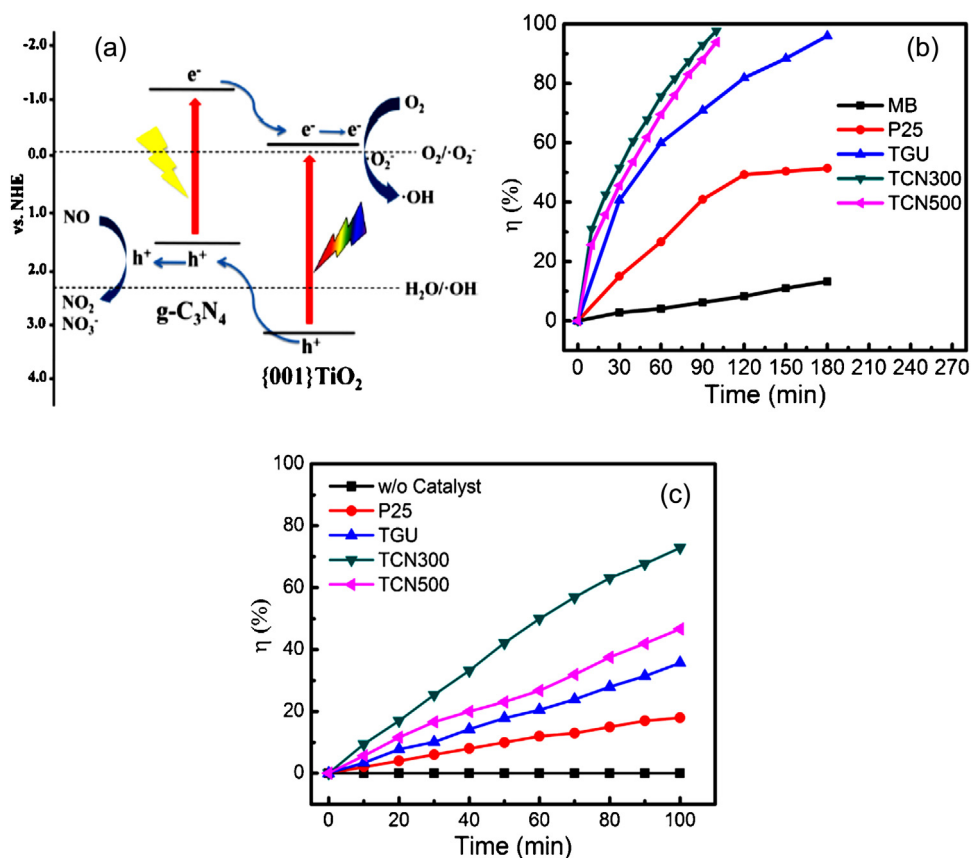 (a)
vs. NHE
-2.0
-1.0
0.0
1.0
2.0
3.0
4.0
e⁻
e⁻ → e⁻
O₂
O₂/·O₂⁻
·O₂⁻
·OH
NO
h⁺ h⁺
NO₂
NO₃⁻
g-C₃N₄
H₂O/·OH
h⁺
{001}TiO₂
(b)
η (%)
100
80
60
40
20
0
MB
P25
TGU
TCN300
TCN500
0 30 60 90 120 150 180 210 240 270
Time (min)
(c)
η (%)
100
80
60
40
20
0
w/o Catalyst
P25
TGU
TCN300
TCN500
0 20 40 60 80 100
Time (min)